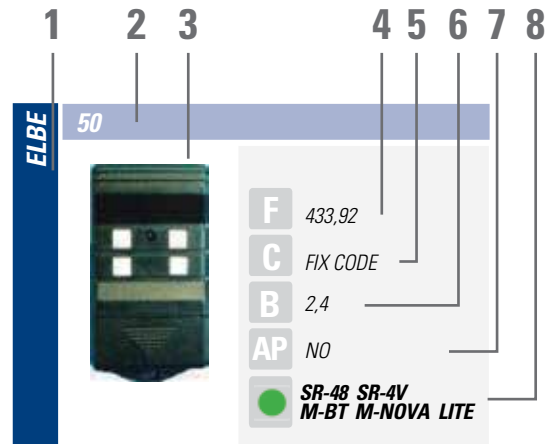 1 2 3 4 5 6 7 8
ELBE
50
F 433,92
C FIX CODE
B 2,4
AP NO
SR-48 SR-4V
M-BT M-NOVA LITE